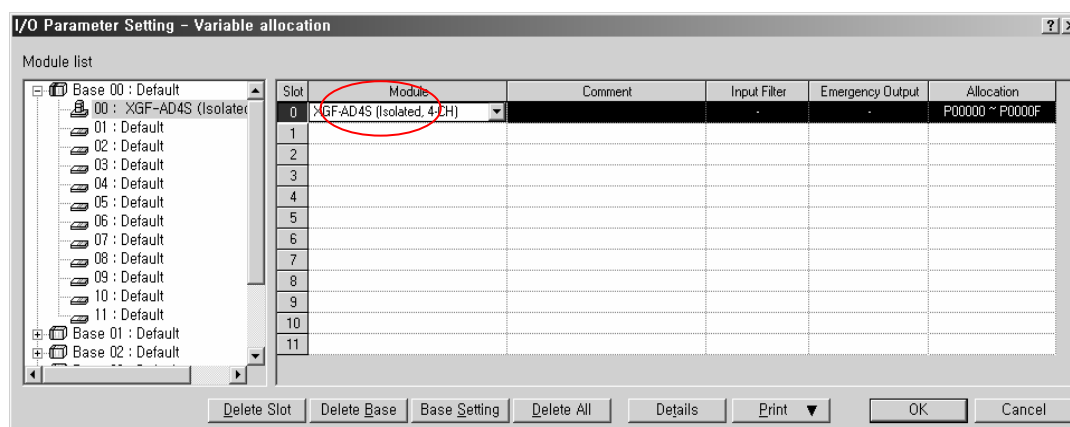 I/O Parameter Setting - Variable allocation
Module list
Base 00 : Default
00 : XGF-AD4S (Isolated
01 : Default
02 : Default
03 : Default
04 : Default
05 : Default
06 : Default
07 : Default
08 : Default
09 : Default
10 : Default
11 : Default
Base 01 : Default
Base 02 : Default
Slot Module Comment Input Filter Emergency Output Allocation
0 XGF-AD4S (Isolated, 4-CH) - - P00000 ~ P0000F
1
2
3
4
5
6
7
8
9
10
11
Delete Slot Delete Base Base Setting Delete All Details Print ▼ OK Cancel